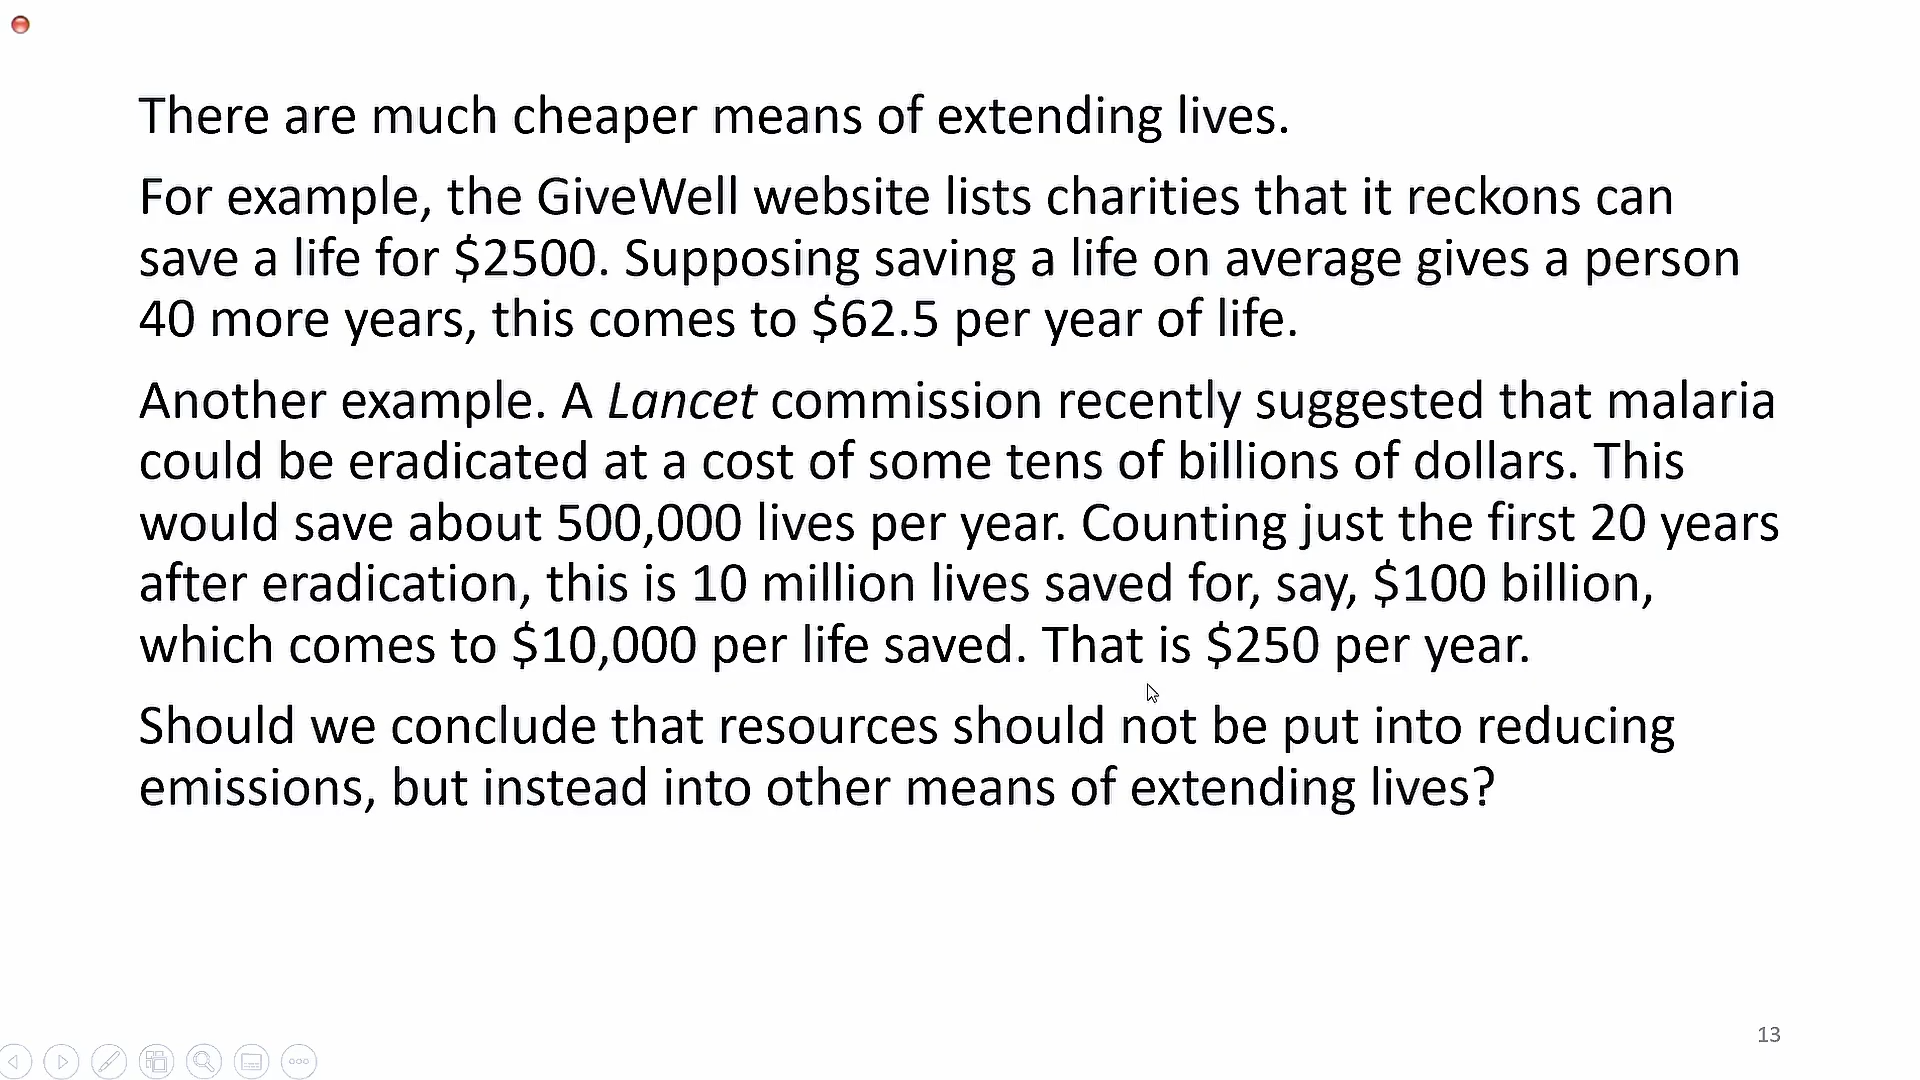 There are much cheaper means of extending lives.
For example, the GiveWell website lists charities that it reckons can
save a life for $2500. Supposing saving a life on average gives a person
40 more years, this comes to $62.5 per year of life.
Another example. A Lancet commission recently suggested that malaria
could be eradicated at a cost of some tens of billions of dollars. This
would save about 500,000 lives per year. Counting just the first 20 years
after eradication, this is 10 million lives saved for, say, $100 billion,
which comes to $10,000 per life saved. That is $250 per year.
Should we conclude that resources should not be put into reducing
emissions, but instead into other means of extending lives?
13